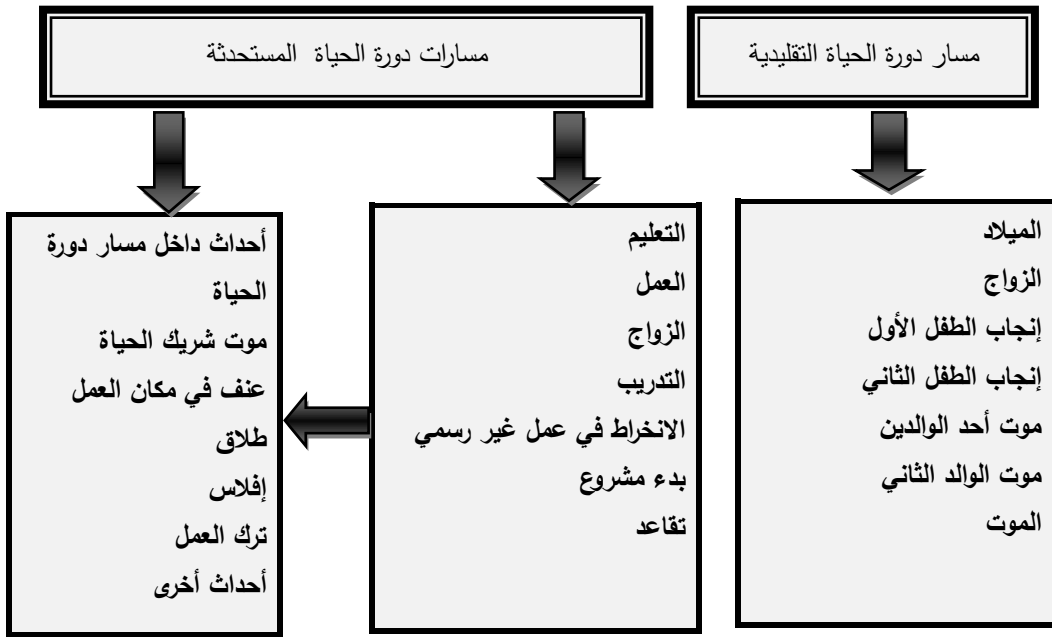 مسار دورة الحياة التقليدية
مسارات دورة الحياة المستحدثة
الميلاد
الزواج
إنجاب الطفل الأول
إنجاب الطفل الثاني
موت أحد الوالدين
موت الوالد الثاني
الموت
التعليم
العمل
الزواج
التدريب
الانخراط في عمل غير رسمي
بدء مشروع
تقاعد
أحداث داخل مسار دورة
الحياة
موت شريك الحياة
عنف في مكان العمل
طلاق
إفلاس
ترك العمل
أحداث أخرى